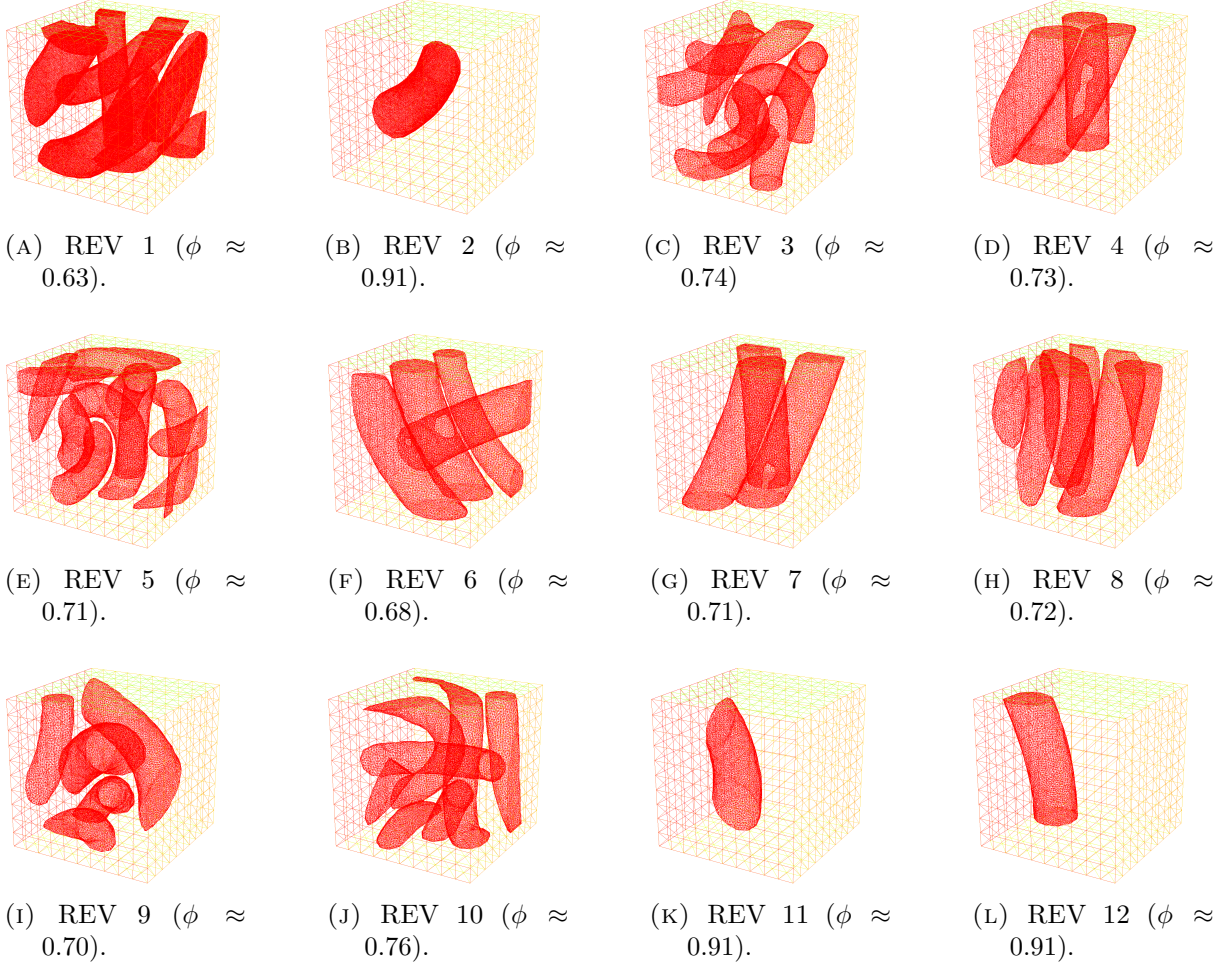 (A) REV 1 (ϕ ≈
0.63).
(B) REV 2 (ϕ ≈
0.91).
(C) REV 3 (ϕ ≈
0.74)
(D) REV 4 (ϕ ≈
0.73).
(E) REV 5 (ϕ ≈
0.71).
(F) REV 6 (ϕ ≈
0.68).
(G) REV 7 (ϕ ≈
0.71).
(H) REV 8 (ϕ ≈
0.72).
(I) REV 9 (ϕ ≈
0.70).
(J) REV 10 (ϕ ≈
0.76).
(K) REV 11 (ϕ ≈
0.91).
(L) REV 12 (ϕ ≈
0.91).